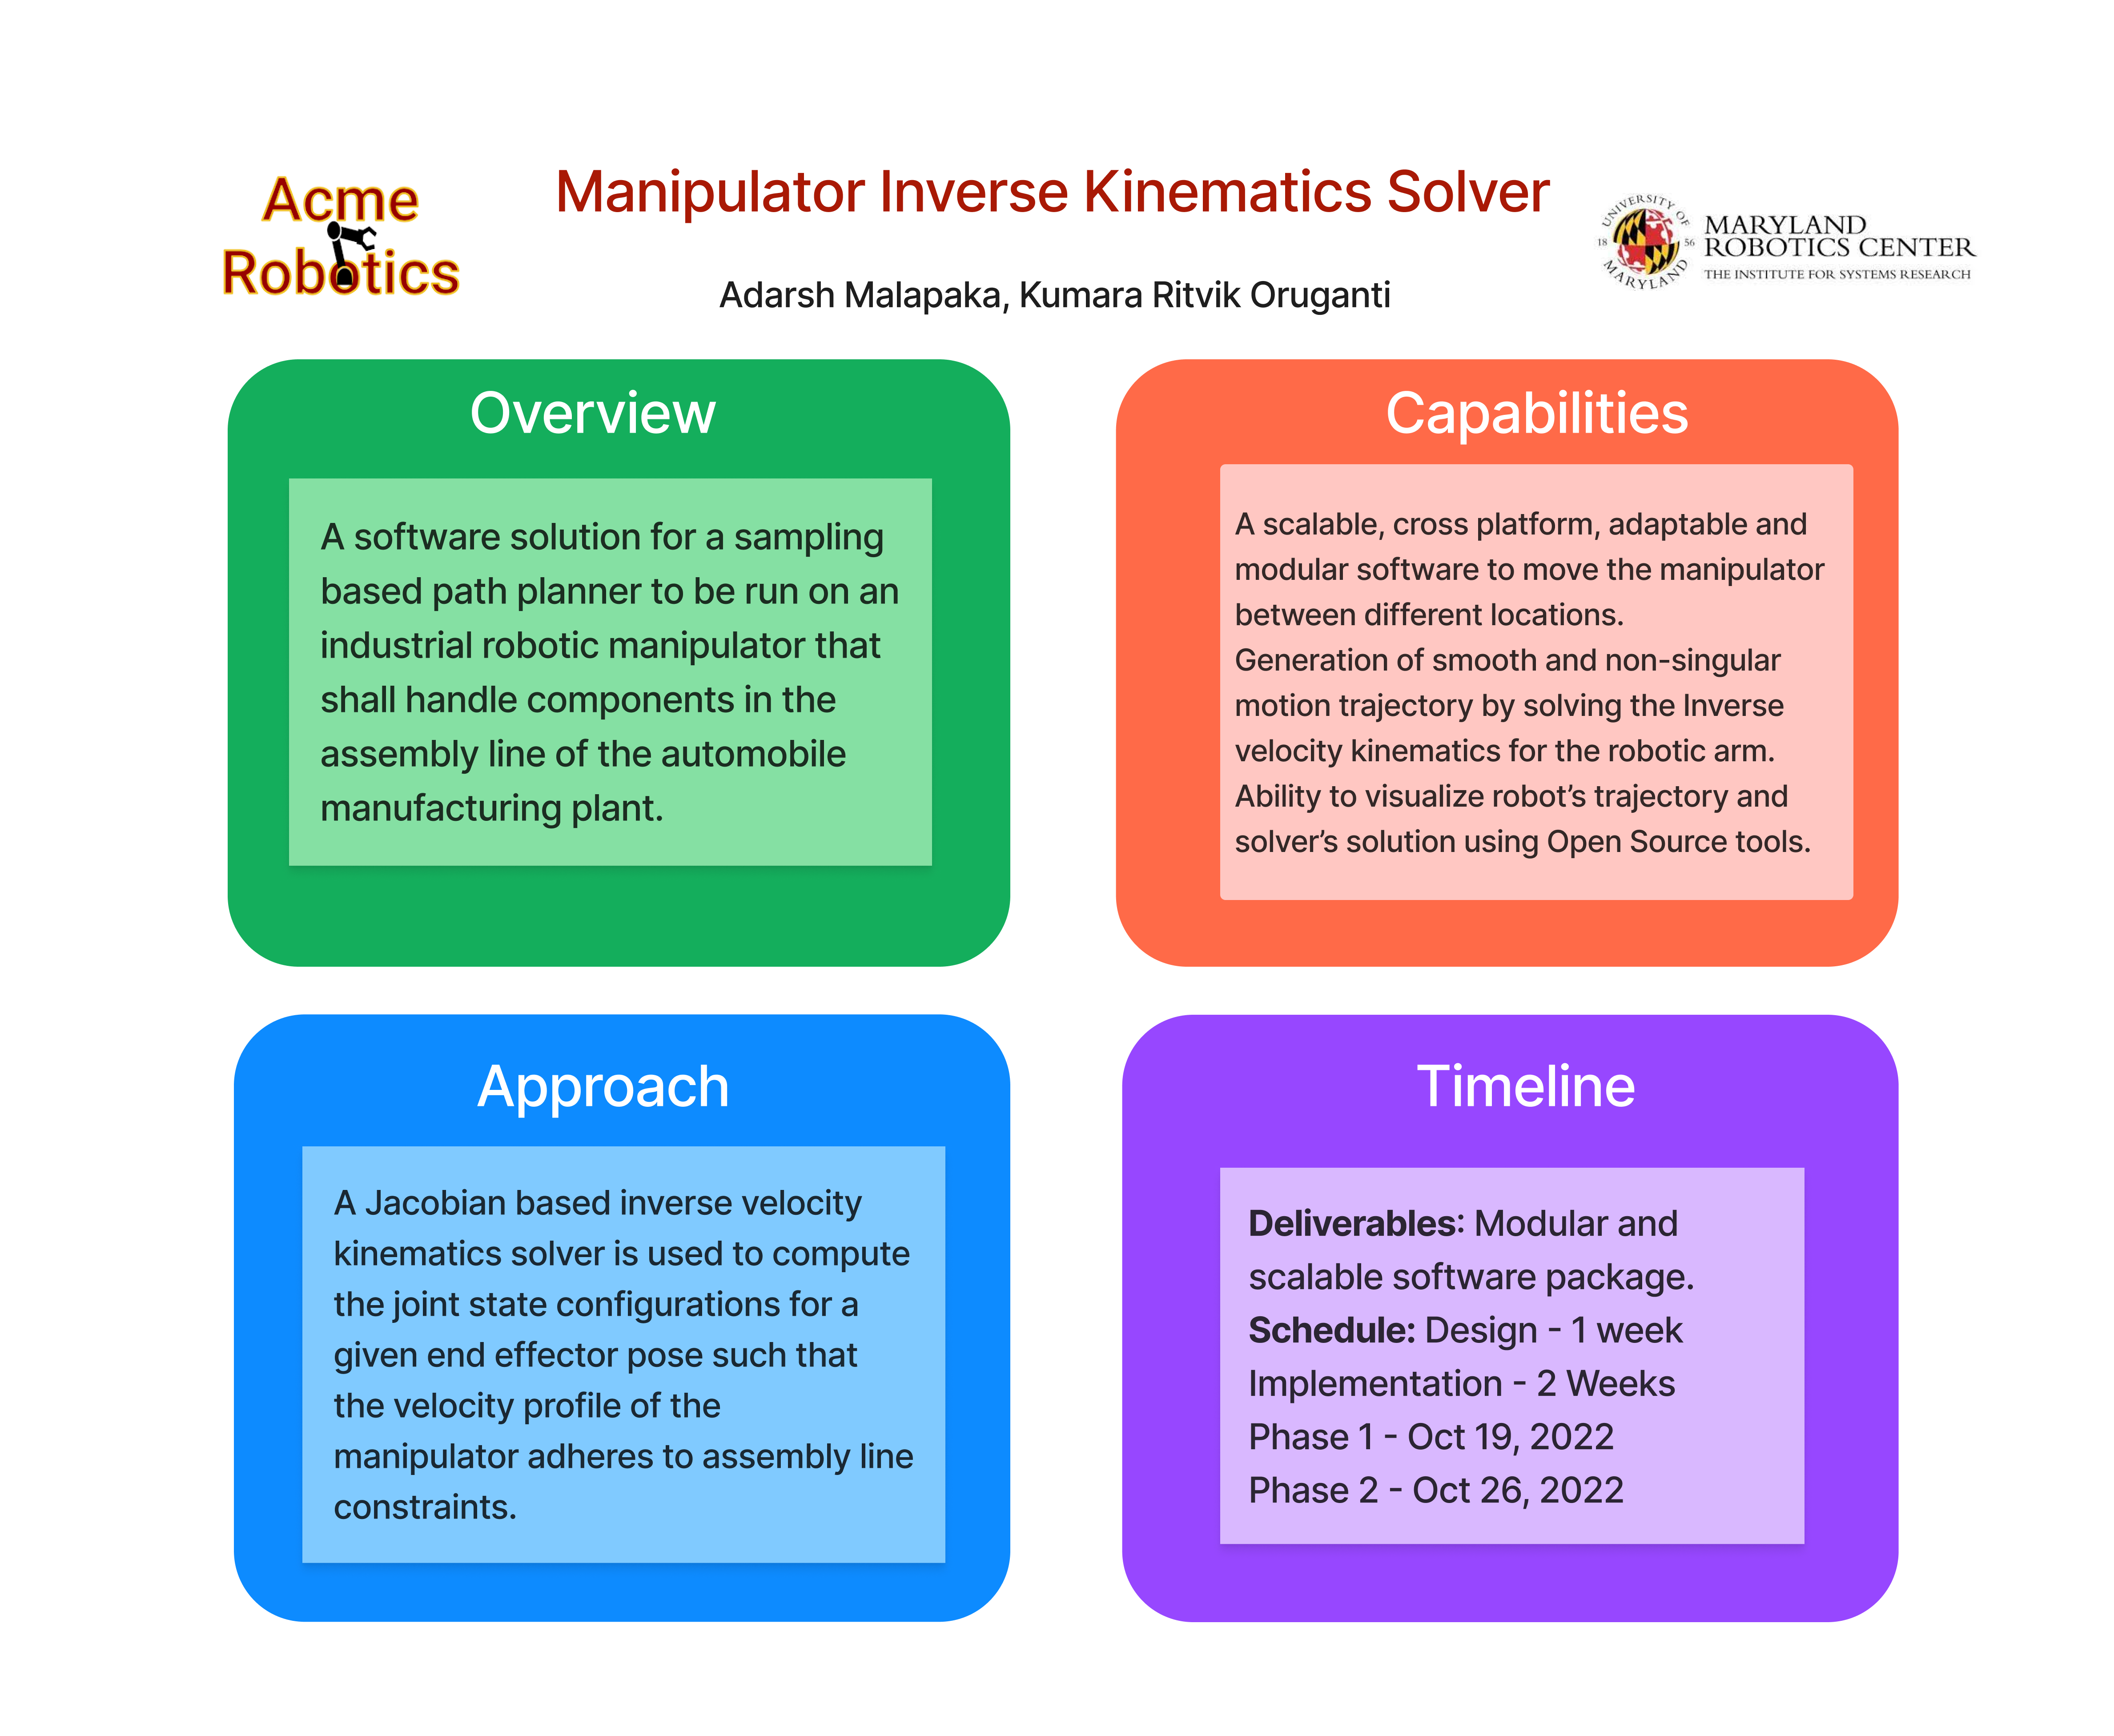 Acme
Robotics
Manipulator Inverse Kinematics Solver
Adarsh Malapaka, Kumara Ritvik Oruganti
UNIVERSITY OF
18 56
MARYLAND
MARYLAND
ROBOTICS CENTER
THE INSTITUTE FOR SYSTEMS RESEARCH
Overview
A software solution for a sampling
based path planner to be run on an
industrial robotic manipulator that
shall handle components in the
assembly line of the automobile
manufacturing plant.
Capabilities
A scalable, cross platform, adaptable and
modular software to move the manipulator
between different locations.
Generation of smooth and non-singular
motion trajectory by solving the Inverse
velocity kinematics for the robotic arm.
Ability to visualize robot’s trajectory and
solver’s solution using Open Source tools.
Approach
A Jacobian based inverse velocity
kinematics solver is used to compute
the joint state configurations for a
given end effector pose such that
the velocity profile of the
manipulator adheres to assembly line
constraints.
Timeline
Deliverables: Modular and
scalable software package.
Schedule: Design - 1 week
Implementation - 2 Weeks
Phase 1 - Oct 19, 2022
Phase 2 - Oct 26, 2022